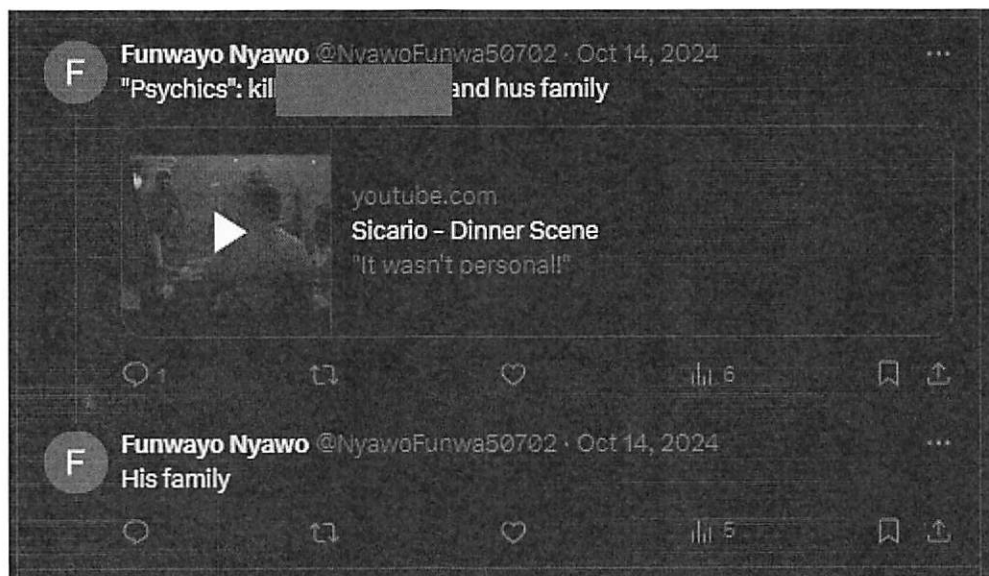 Funwayo Nyawo @NyawoFunwa50702 · Oct 14, 2024
"Psychics": kil and hus family
youtube.com
Sicario - Dinner Scene
"It wasn't personal!"
1 6
Funwayo Nyawo @NyawoFunwa50702 · Oct 14, 2024
His family
5
F
F